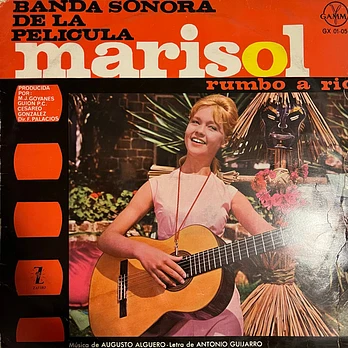 BANDA SONORA
DE LA
PELICULA
GAMMA
GX 01-05
marisol
rumbo a rio
PRODUCIDA
POR
M. J GOYANES
GUION P.C.
CESAREO
GONZALEZ
Dir. F. PALACIOS
Z
Música de AUGUSTO ALGUERO - Letra de ANTONIO GUIJARRO